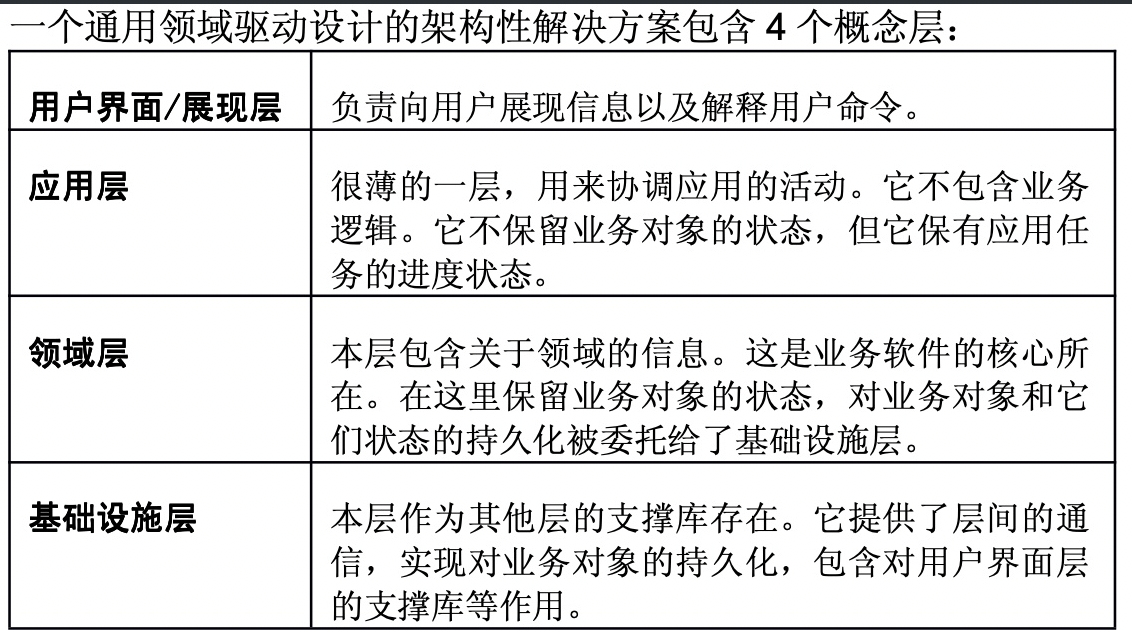 一个通用领域驱动设计的架构性解决方案包含 4 个概念层：
用户界面/展现层
负责向用户展现信息以及解释用户命令。
应用层
很薄的一层，用来协调应用的活动。它不包含业务
逻辑。它不保留业务对象的状态，但它保有应用任
务的进度状态。
领域层
本层包含关于领域的信息。这是业务软件的核心所
在。在这里保留业务对象的状态，对业务对象和它
们状态的持久化被委托给了基础设施层。
基础设施层
本层作为其他层的支撑库存在。它提供了层间的通
信，实现对业务对象的持久化，包含对用户界面层
的支撑库等作用。